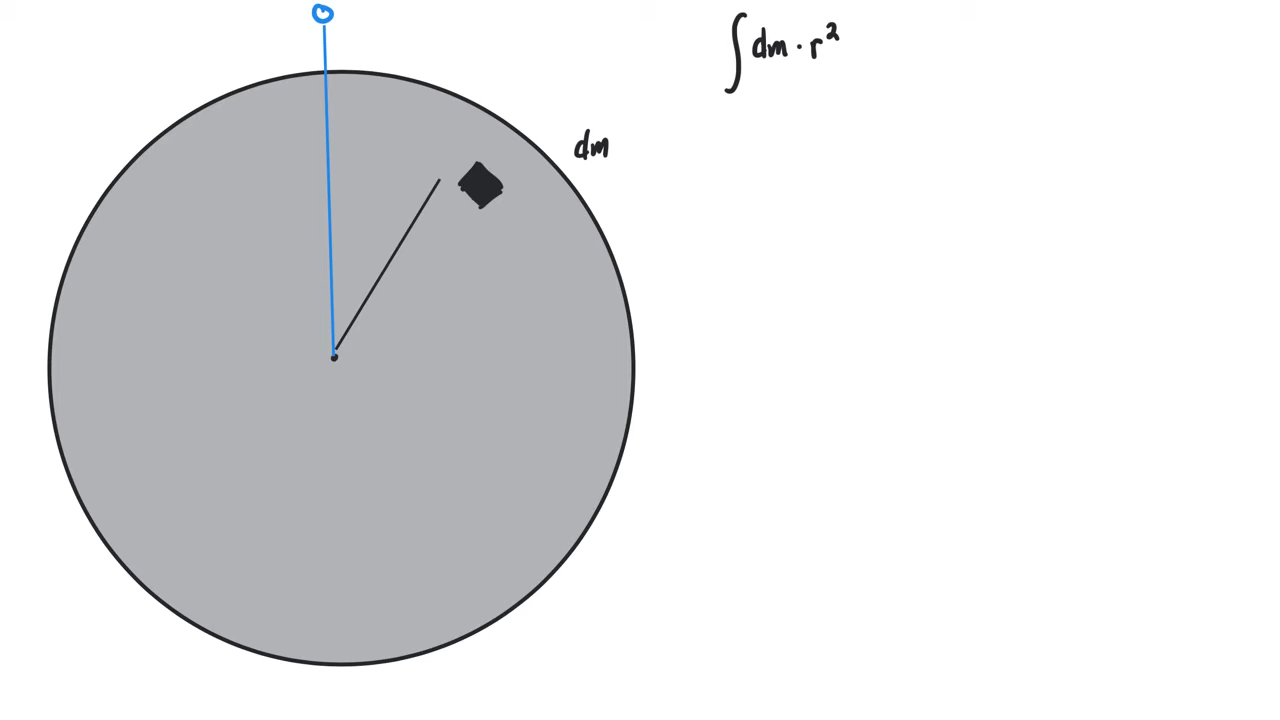 ∫dm · r²
dm